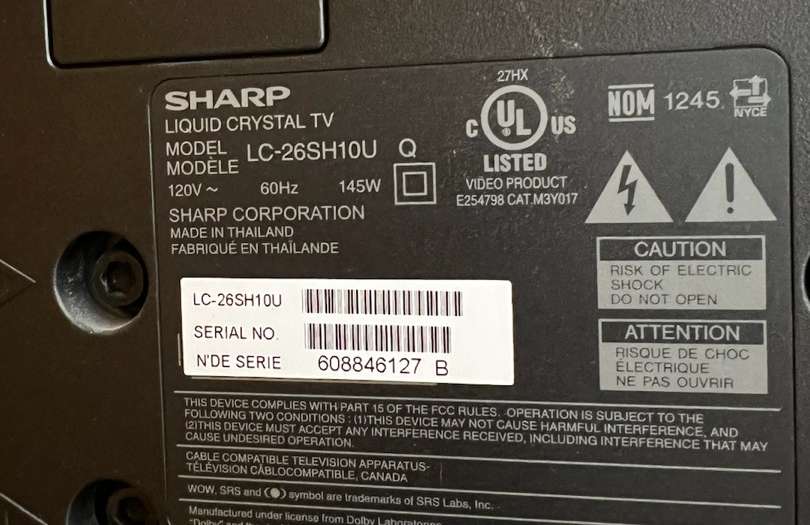 SHARP
LIQUID CRYSTAL TV
MODEL
MODÈLE
LC-26SH10U Q
120V ~ 60Hz 145W
SHARP CORPORATION
MADE IN THAILAND
FABRIQUÉ EN THAÏLANDE
27HX
C UL US
LISTED
VIDEO PRODUCT
E254798 CAT.M3Y017
NOM 1245
NYCE
CAUTION
RISK OF ELECTRIC
SHOCK
DO NOT OPEN
ATTENTION
RISQUE DE CHOC
ÉLECTRIQUE
NE PAS OUVRIR
LC-26SH10U
SERIAL NO.
N'DE SERIE 608846127 B
THIS DEVICE COMPLIES WITH PART 15 OF THE FCC RULES. OPERATION IS SUBJECT TO THE
FOLLOWING TWO CONDITIONS : (1)THIS DEVICE MAY NOT CAUSE HARMFUL INTERFERENCE, AND
(2)THIS DEVICE MUST ACCEPT ANY INTERFERENCE RECEIVED, INCLUDING INTERFERENCE THAT MAY
CAUSE UNDESIRED OPERATION.
CABLE COMPATIBLE TELEVISION APPARATUS-
TÉLÉVISION CÂBLOCOMPATIBLE, CANADA
WOW, SRS and (●) symbol are trademarks of SRS Labs, Inc.
Manufactured under license from Dolby Laboratories
"Dolby" and